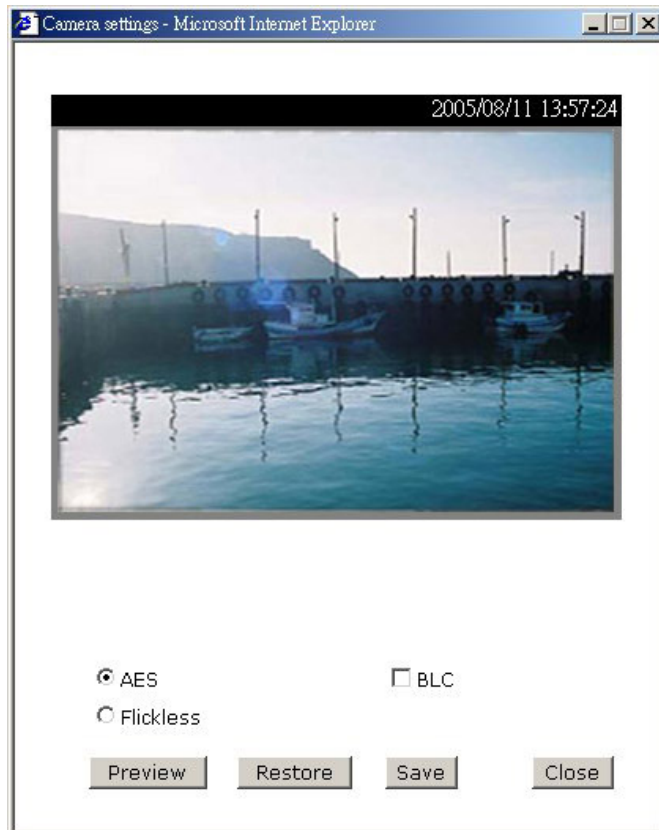 Camera settings - Microsoft Internet Explorer
2005/08/11 13:57:24
AES
BLC
Flickless
Preview Restore Save Close